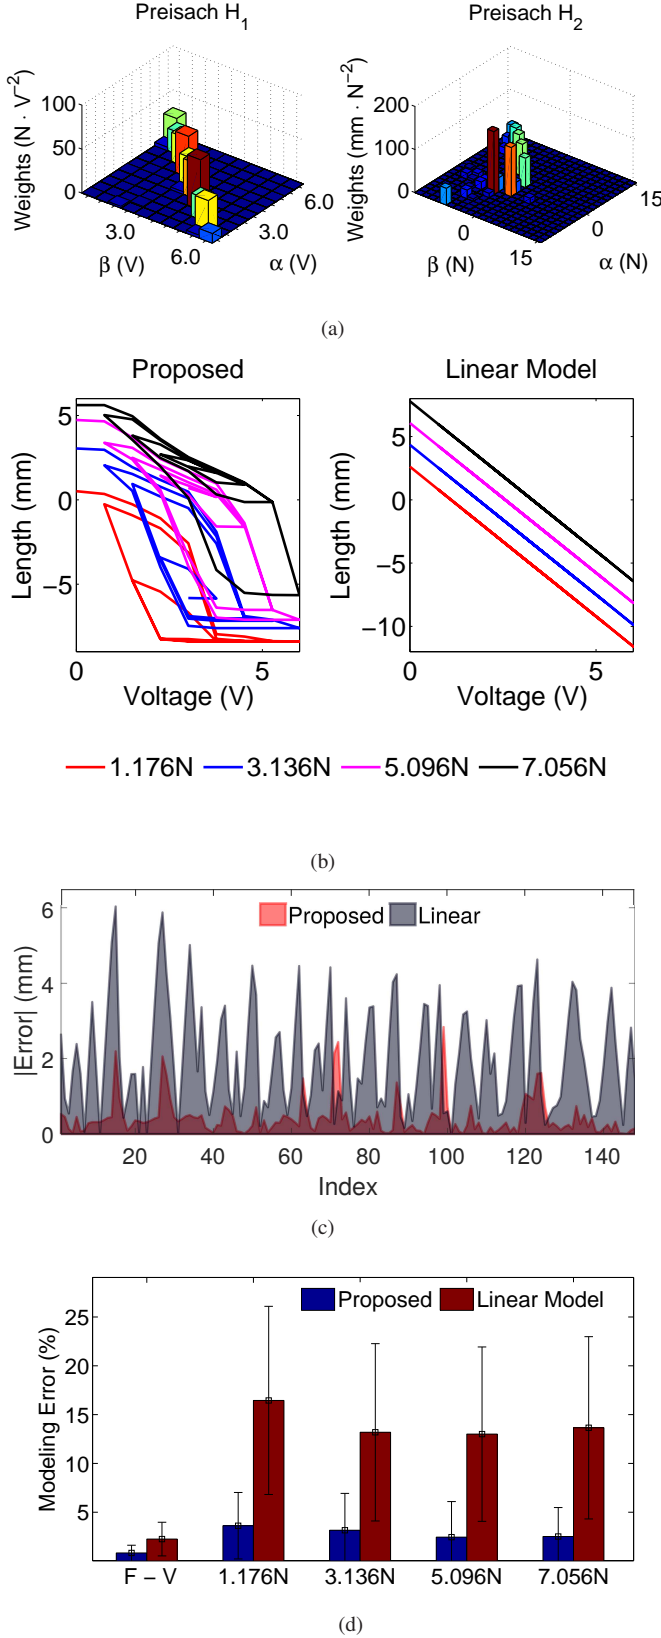 Preisach H1 Preisach H2
Weights (N · V−2)
100
50
0
3.0
6.0
β (V)
6.0
3.0
α (V)
Weights (mm · N−2)
200
100
0
0
15
β (N)
15
0
α (N)
(a)
Proposed Linear Model
Length (mm)
5
0
−5
0 5
Voltage (V)
Length (mm)
5
0
−5
−10
0 5
Voltage (V)
1.176N 3.136N 5.096N 7.056N
(b)
Proposed Linear
|Error| (mm)
6
4
2
0
20 40 60 80 100 120 140
Index
(c)
Proposed Linear Model
Modeling Error (%)
25
20
15
10
5
F − V 1.176N 3.136N 5.096N 7.056N
(d)